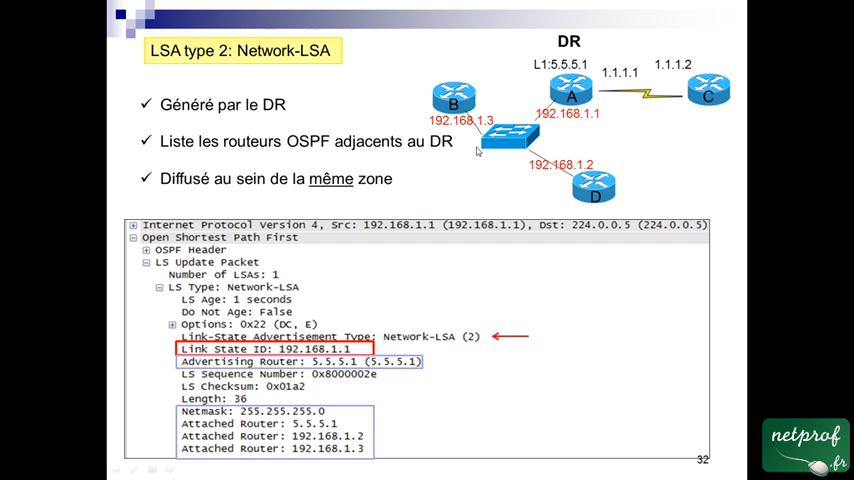 LSA type 2: Network-LSA
DR
L1:5.5.5.1
1.1.1.1
1.1.1.2
B
A
C
192.168.1.3
192.168.1.1
192.168.1.2
D
✓ Généré par le DR
✓ Liste les routeurs OSPF adjacents au DR
✓ Diffusé au sein de la même zone
Internet Protocol Version 4, Src: 192.168.1.1 (192.168.1.1), Dst: 224.0.0.5 (224.0.0.5)
Open Shortest Path First
OSPF Header
LS Update Packet
Number of LSAs: 1
LS Type: Network-LSA
LS Age: 1 seconds
Do Not Age: False
Options: 0x22 (DC, E)
Link-State Advertisement Type: Network-LSA (2)
Link State ID: 192.168.1.1
Advertising Router: 5.5.5.1 (5.5.5.1)
LS Sequence Number: 0x8000002e
LS Checksum: 0x01a2
Length: 36
Netmask: 255.255.255.0
Attached Router: 5.5.5.1
Attached Router: 192.168.1.2
Attached Router: 192.168.1.3
32
netprof
.fr